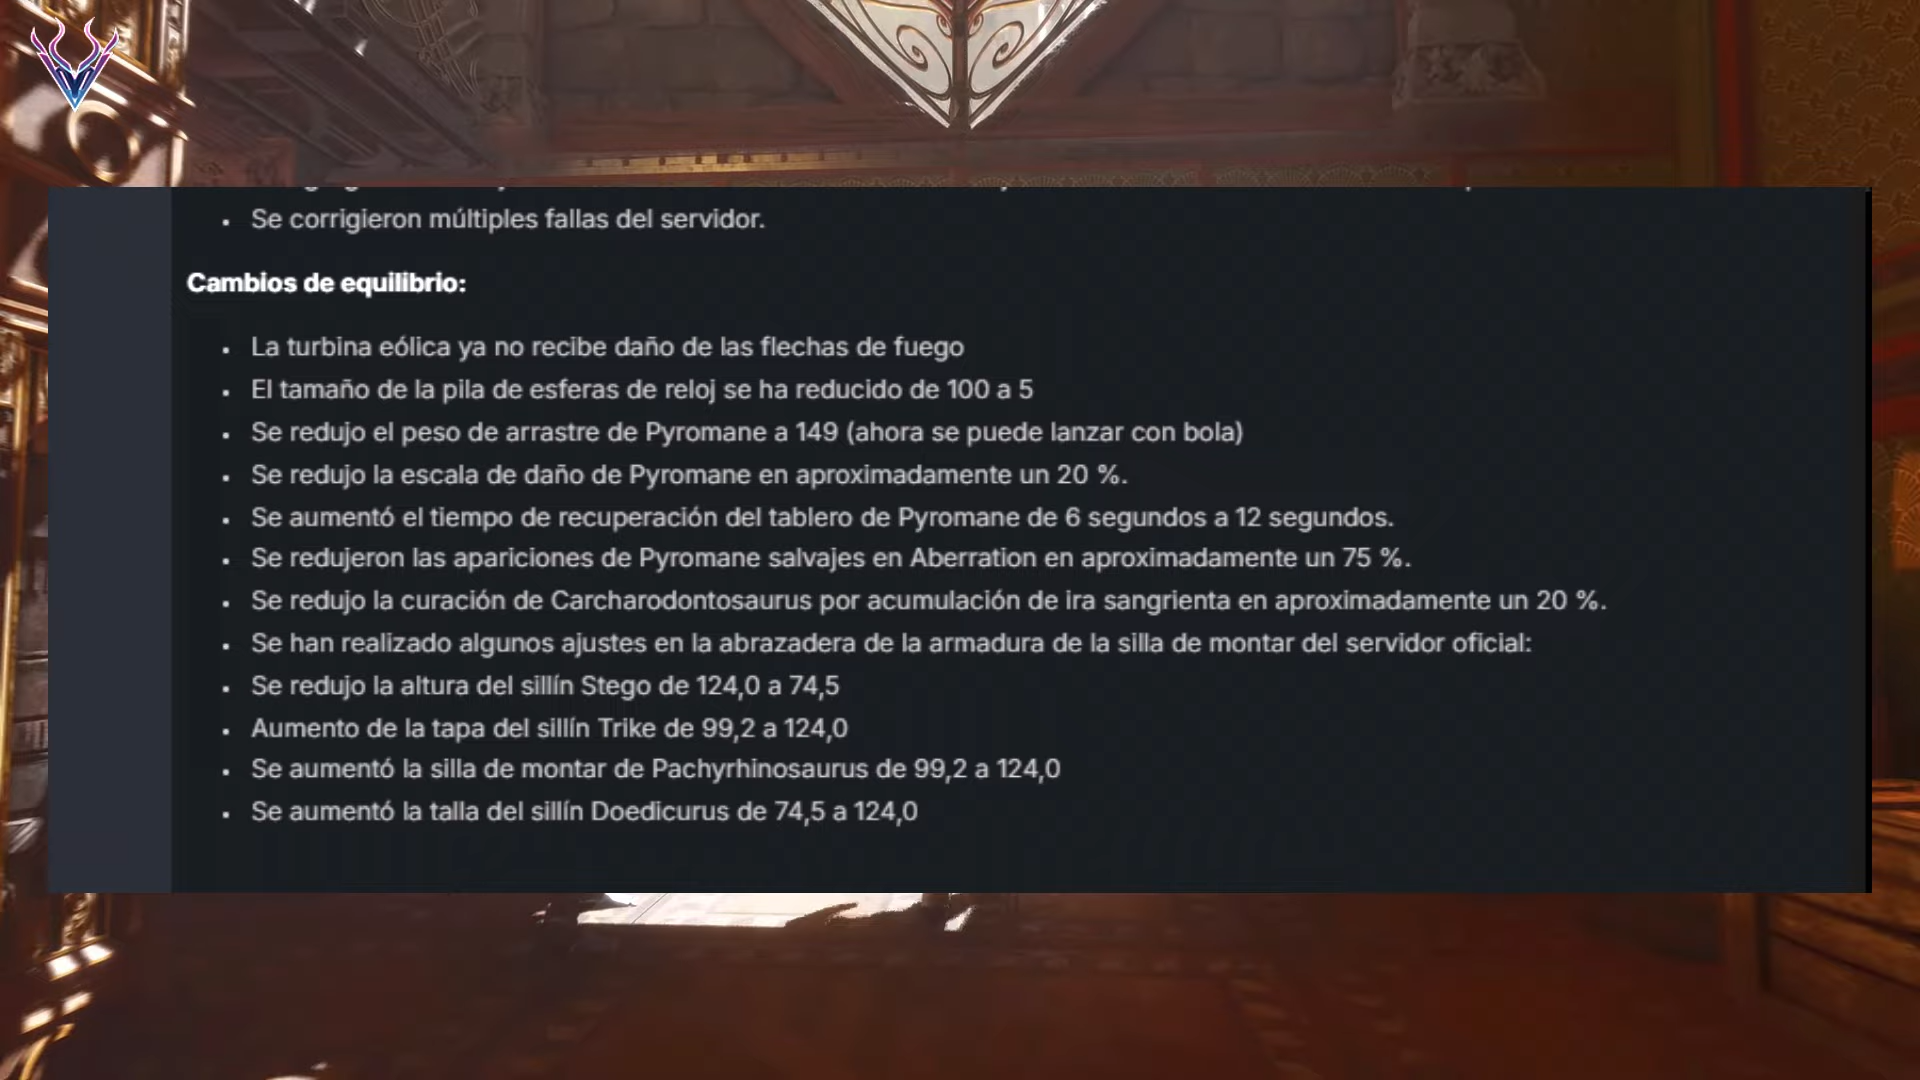 Se corrigieron múltiples fallas del servidor.
Cambios de equilibrio:
La turbina eólica ya no recibe daño de las flechas de fuego
El tamaño de la pila de esferas de reloj se ha reducido de 100 a 5
Se redujo el peso de arrastre de Pyromane a 149 (ahora se puede lanzar con bola)
Se redujo la escala de daño de Pyromane en aproximadamente un 20 %.
Se aumentó el tiempo de recuperación del tablero de Pyromane de 6 segundos a 12 segundos.
Se redujeron las apariciones de Pyromane salvajes en Aberration en aproximadamente un 75 %.
Se redujo la curación de Carcharodontosaurus por acumulación de ira sangrienta en aproximadamente un 20 %.
Se han realizado algunos ajustes en la abrazadera de la armadura de la silla de montar del servidor oficial:
Se redujo la altura del sillín Stego de 124,0 a 74,5
Aumento de la tapa del sillín Trike de 99,2 a 124,0
Se aumentó la silla de montar de Pachyrhinosaurus de 99,2 a 124,0
Se aumentó la talla del sillín Doedicurus de 74,5 a 124,0